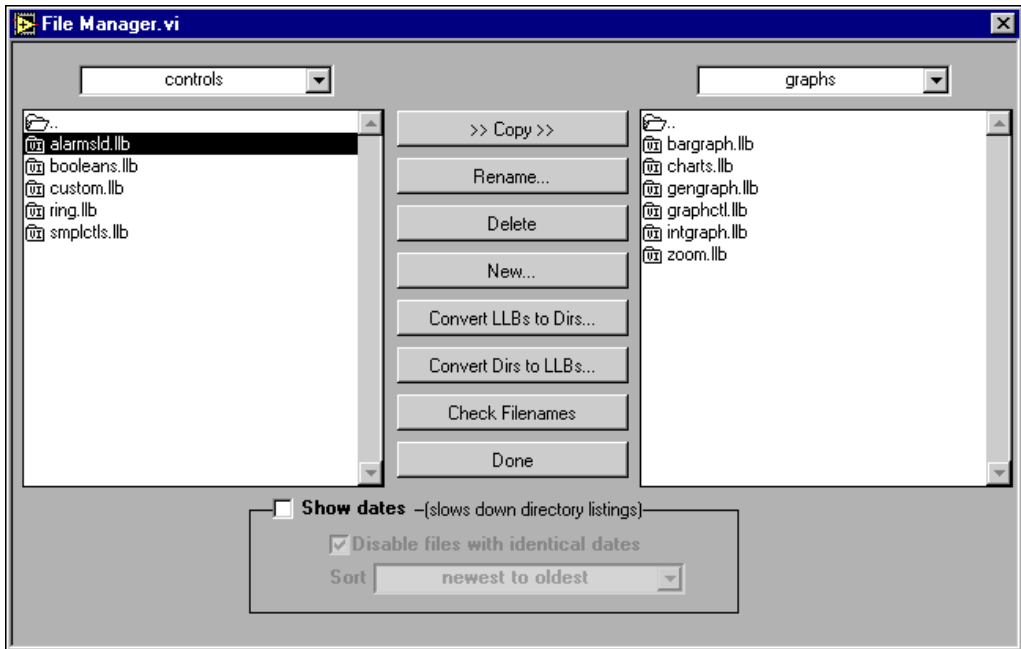 File Manager.vi
controls
graphs
..
alarmsld.llb
booleans.llb
custom.llb
ring.llb
smplctls.llb
>> Copy >>
Rename...
Delete
New...
Convert LLBs to Dirs...
Convert Dirs to LLBs...
Check Filenames
Done
..
bargraph.llb
charts.llb
gengraph.llb
graphctl.llb
intgraph.llb
zoom.llb
Show dates –(slows down directory listings)
Disable files with identical dates
Sort newest to oldest